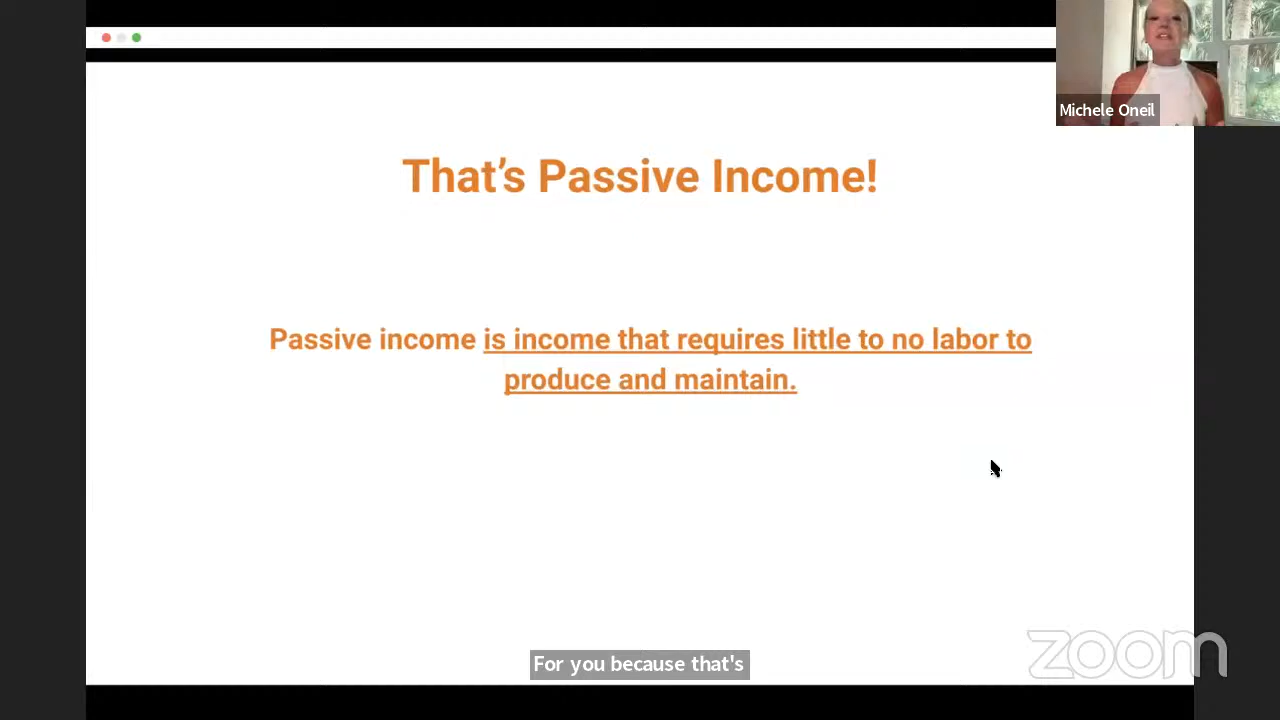 Michele Oneil
That's Passive Income!
Passive income is income that requires little to no labor to
produce and maintain.
For you because that's
zoom